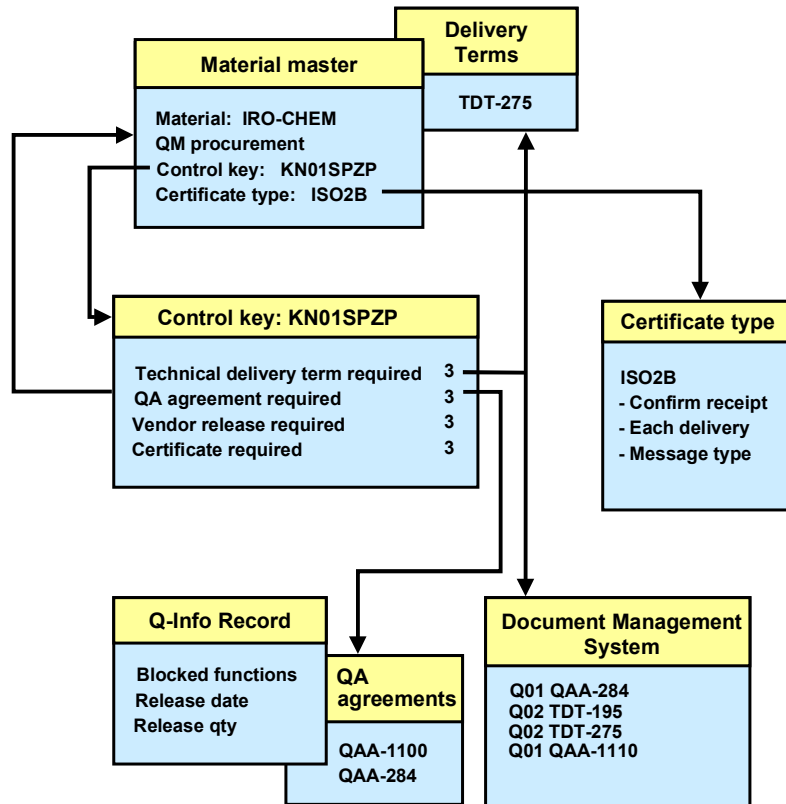 Delivery
Terms
TDT-275
Material master
Material: IRO-CHEM
QM procurement
Control key: KN01SPZP
Certificate type: ISO2B
Control key: KN01SPZP
Technical delivery term required 3
QA agreement required 3
Vendor release required 3
Certificate required 3
Certificate type
ISO2B
- Confirm receipt
- Each delivery
- Message type
Q-Info Record
Blocked functions
Release date
Release qty
QA
agreements
QAA-1100
QAA-284
Document Management
System
Q01 QAA-284
Q02 TDT-195
Q02 TDT-275
Q01 QAA-1110